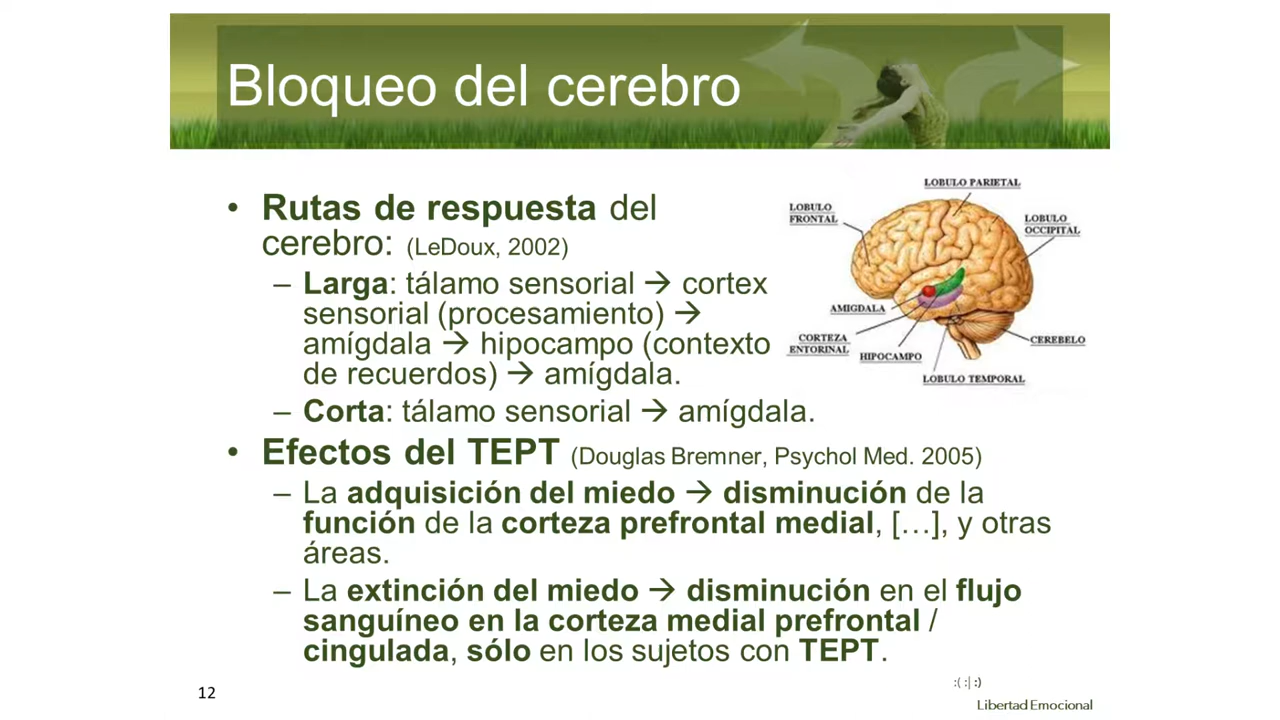 Bloqueo del cerebro
• Rutas de respuesta del
cerebro: (LeDoux, 2002)
– Larga: tálamo sensorial → cortex
sensorial (procesamiento) →
amígdala → hipocampo (contexto
de recuerdos) → amígdala.
– Corta: tálamo sensorial → amígdala.
LOBULO PARIETAL
LOBULO
FRONTAL
LOBULO
OCCIPITAL
AMIGDALA
CORTEZA
ENTORINAL
HIPOCAMPO
CEREBELO
LOBULO TEMPORAL
• Efectos del TEPT (Douglas Bremner, Psychol Med. 2005)
– La adquisición del miedo → disminución de la
función de la corteza prefrontal medial, […], y otras
áreas.
– La extinción del miedo → disminución en el flujo
sanguíneo en la corteza medial prefrontal /
cingulada, sólo en los sujetos con TEPT.
12
:( :| :)
Libertad Emocional